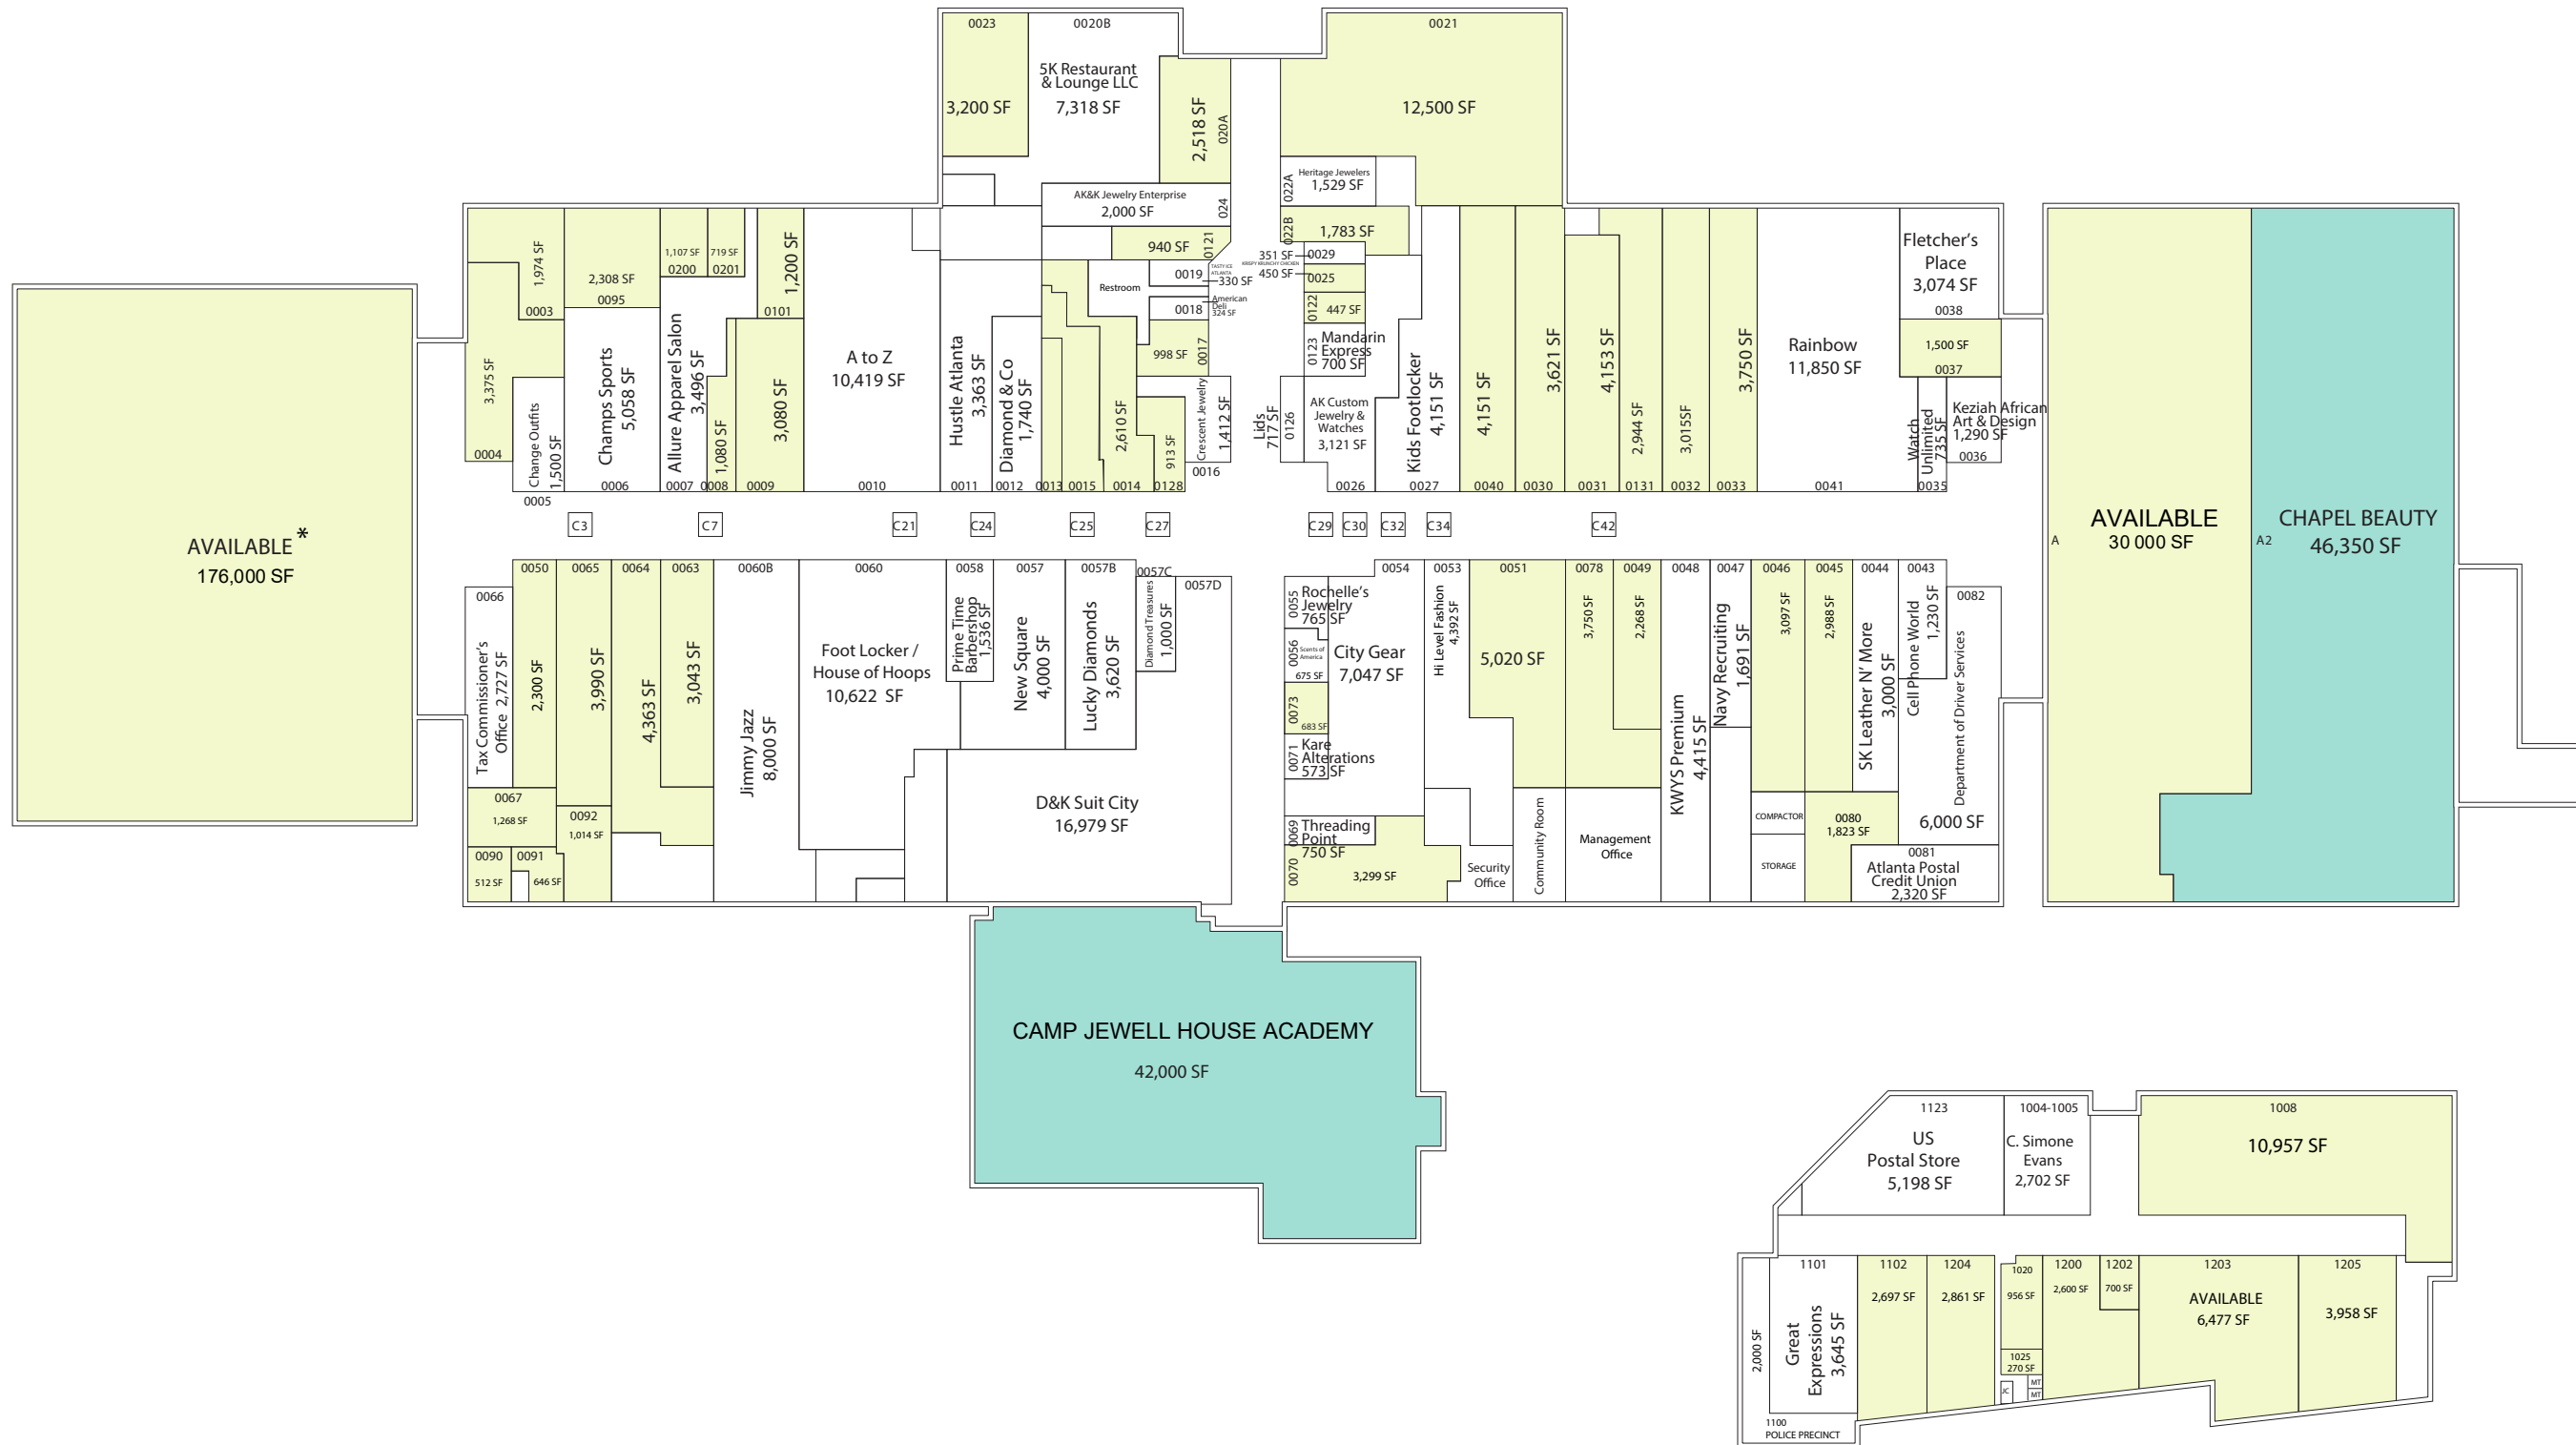 0023
0020B
0021
5K Restaurant
& Lounge LLC
7,318 SF
3,200 SF
2,518 SF
020A
12,500 SF
AK&K Jewelry Enterprise
2,000 SF
024
022A
Heritage Jewelers
1,529 SF
022B
1,783 SF
940 SF
0121
1,974 SF
0003
2,308 SF
0095
1,107 SF
0200
719 SF
0201
1,200 SF
0101
Restroom
0019
TASTY ICE
ATLANTA
330 SF
0018
American
Deli
324 SF
998 SF
0017
351 SF
0029
KRISPY KRUNCHY CHICKEN
450 SF
0025
0122
447 SF
0123
Mandarin
Express
700 SF
Fletcher's
Place
3,074 SF
0038
1,500 SF
0037
3,375 SF
0004
Change Outfits
1,500 SF
0005
Champs Sports
5,058 SF
0006
Allure Apparel Salon
3,496 SF
0007
1,080 SF
0008
3,080 SF
0009
A to Z
10,419 SF
0010
Hustle Atlanta
3,363 SF
0011
Diamond & Co
1,740 SF
0012
0013
0015
2,610 SF
0014
913 SF
0128
Crescent Jewelry
1,412 SF
0016
Lids
717 SF
0126
AK Custom
Jewelry &
Watches
3,121 SF
0026
Kids Footlocker
4,151 SF
0027
4,151 SF
0040
3,621 SF
0030
4,153 SF
0031
2,944 SF
0131
3,015SF
0032
3,750 SF
0033
Rainbow
11,850 SF
0041
Watch
Unlimited
735 SF
0035
Keziah African
Art & Design
1,290 SF
0036
AVAILABLE*
176,000 SF
C3
C7
C21
C24
C25
C27
C29
C30
C32
C34
C42
A
AVAILABLE
30 000 SF
A2
CHAPEL BEAUTY
46,350 SF
0066
Tax Commissioner's
Office 2,727 SF
0050
2,300 SF
0065
3,990 SF
0064
4,363 SF
0063
3,043 SF
0060B
Jimmy Jazz
8,000 SF
0060
Foot Locker /
House of Hoops
10,622 SF
0058
Prime Time
Barbershop
1,536 SF
0057
New Square
4,000 SF
0057B
Lucky Diamonds
3,620 SF
0057C
Diamond Treasures
1,000 SF
0057D
D&K Suit City
16,979 SF
0067
1,268 SF
0092
1,014 SF
0090
512 SF
0091
646 SF
0055
Rochelle's
Jewelry
765 SF
0056
Scents of
America
675 SF
0073
683 SF
0071
Kare
Alterations
573 SF
0069
Threading
Point
750 SF
0070
3,299 SF
0054
City Gear
7,047 SF
0053
Hi Level Fashion
4,392 SF
0051
5,020 SF
0078
3,750 SF
0049
2,268 SF
0048
KWYS Premium
4,415 SF
0047
Navy Recruiting
1,691 SF
0046
3,097 SF
0045
2,988 SF
0044
SK Leather N' More
3,000 SF
0043
Cell Phone World
1,230 SF
0082
Department of Driver Services
6,000 SF
Security
Office
Community Room
Management
Office
COMPACTOR
STORAGE
0080
1,823 SF
0081
Atlanta Postal
Credit Union
2,320 SF
CAMP JEWELL HOUSE ACADEMY
42,000 SF
1123
US
Postal Store
5,198 SF
1004-1005
C. Simone
Evans
2,702 SF
1008
10,957 SF
2,000 SF
1100
POLICE PRECINCT
1101
Great
Expressions
3,645 SF
1102
2,697 SF
1204
2,861 SF
1020
956 SF
1025
270 SF
JC
MT
MT
1200
2,600 SF
1202
700 SF
1203
AVAILABLE
6,477 SF
1205
3,958 SF